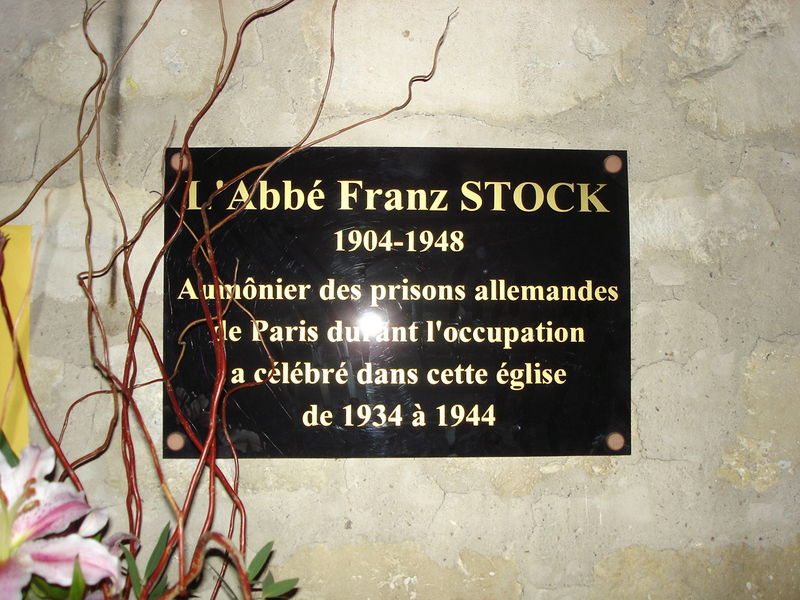 L'Abbé Franz STOCK
1904-1948
Aumônier des prisons allemandes
de Paris durant l'occupation
a célébré dans cette église
de 1934 à 1944